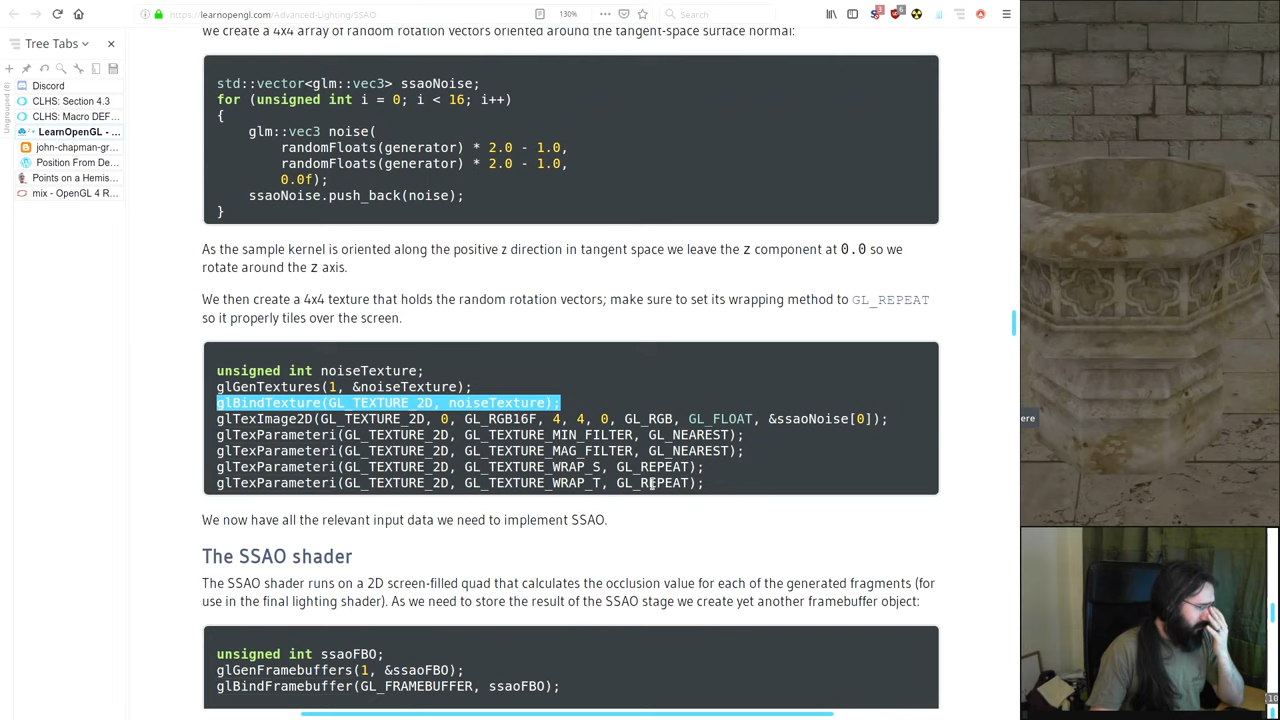 https://learnopengl.com/Advanced-Lighting/SSAO
130%
Search
3
6
Tree Tabs
Ungrouped (8)
Discord
CLHS: Section 4.3
CLHS: Macro DEF...
LearnOpenGL - ...
john-chapman-gr...
Position From De...
Points on a Hemis...
mix - OpenGL 4 R...
we create a 4x4 array of random rotation vectors oriented around the tangent-space surface normal:
std::vector<glm::vec3> ssaoNoise;
for (unsigned int i = 0; i < 16; i++)
{
glm::vec3 noise(
randomFloats(generator) * 2.0 - 1.0,
randomFloats(generator) * 2.0 - 1.0,
0.0f);
ssaoNoise.push_back(noise);
}
As the sample kernel is oriented along the positive z direction in tangent space we leave the z component at 0.0 so we
rotate around the z axis.
We then create a 4x4 texture that holds the random rotation vectors; make sure to set its wrapping method to GL_REPEAT
so it properly tiles over the screen.
unsigned int noiseTexture;
glGenTextures(1, &noiseTexture);
glBindTexture(GL_TEXTURE_2D, noiseTexture);
glTexImage2D(GL_TEXTURE_2D, 0, GL_RGB16F, 4, 4, 0, GL_RGB, GL_FLOAT, &ssaoNoise[0]);
glTexParameteri(GL_TEXTURE_2D, GL_TEXTURE_MIN_FILTER, GL_NEAREST);
glTexParameteri(GL_TEXTURE_2D, GL_TEXTURE_MAG_FILTER, GL_NEAREST);
glTexParameteri(GL_TEXTURE_2D, GL_TEXTURE_WRAP_S, GL_REPEAT);
glTexParameteri(GL_TEXTURE_2D, GL_TEXTURE_WRAP_T, GL_REPEAT);
We now have all the relevant input data we need to implement SSAO.
The SSAO shader
The SSAO shader runs on a 2D screen-filled quad that calculates the occlusion value for each of the generated fragments (for
use in the final lighting shader). As we need to store the result of the SSAO stage we create yet another framebuffer object:
unsigned int ssaoFBO;
glGenFramebuffers(1, &ssaoFBO);
glBindFramebuffer(GL_FRAMEBUFFER, ssaoFBO);
ere